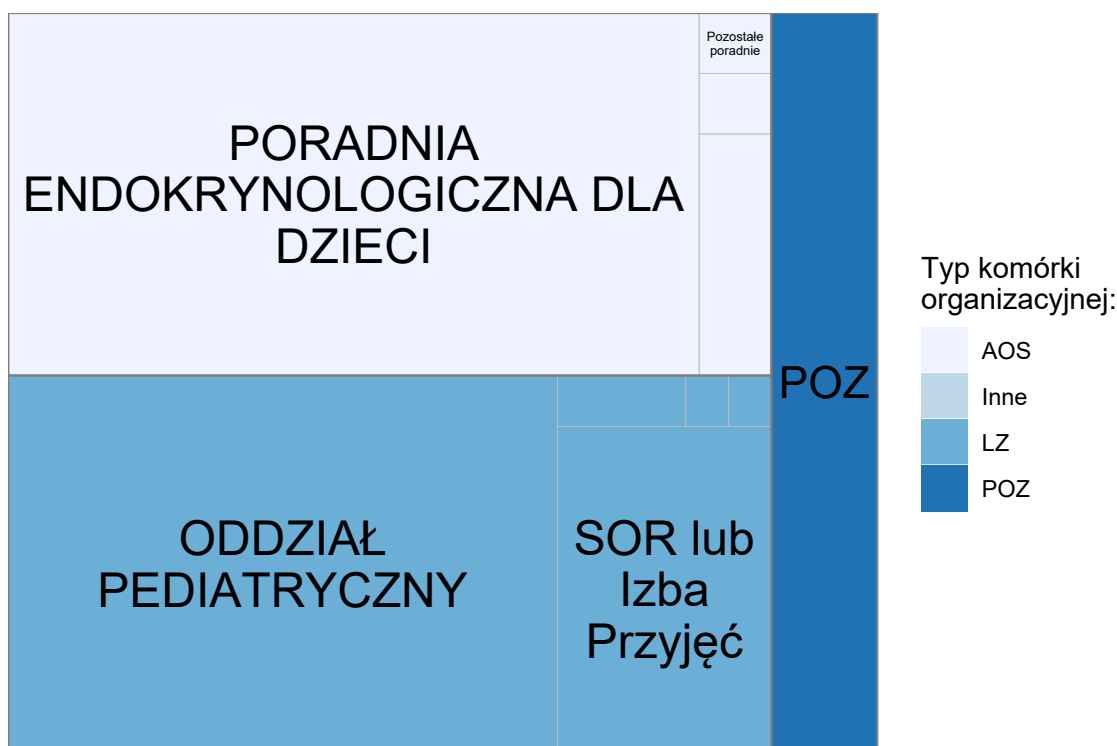 Pozostałe
poradnie
PORADNIA
ENDOKRYNOLOGICZNA DLA
DZIECI
POZ
ODDZIAŁ
PEDIATRYCZNY
SOR lub
Izba
Przyjęć
Typ komórki
organizacyjnej:
AOS
Inne
LZ
POZ